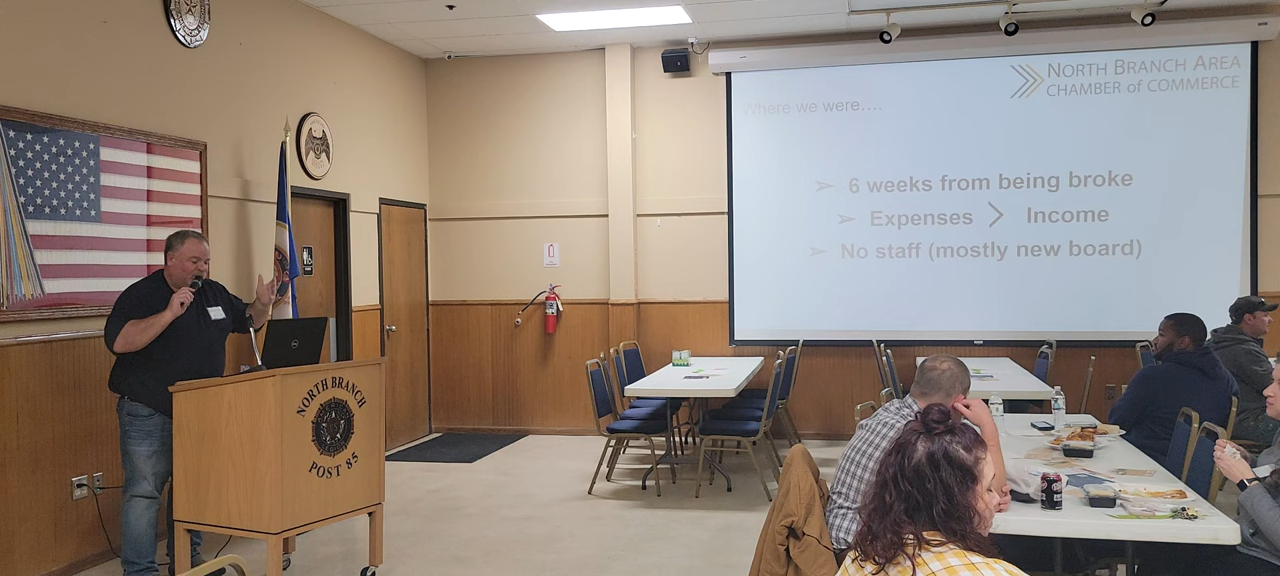 NORTH BRANCH AREA
CHAMBER of COMMERCE
Where we were....
➢ 6 weeks from being broke
➢ Expenses > Income
➢ No staff (mostly new board)
NORTH BRANCH
POST 85
DELL